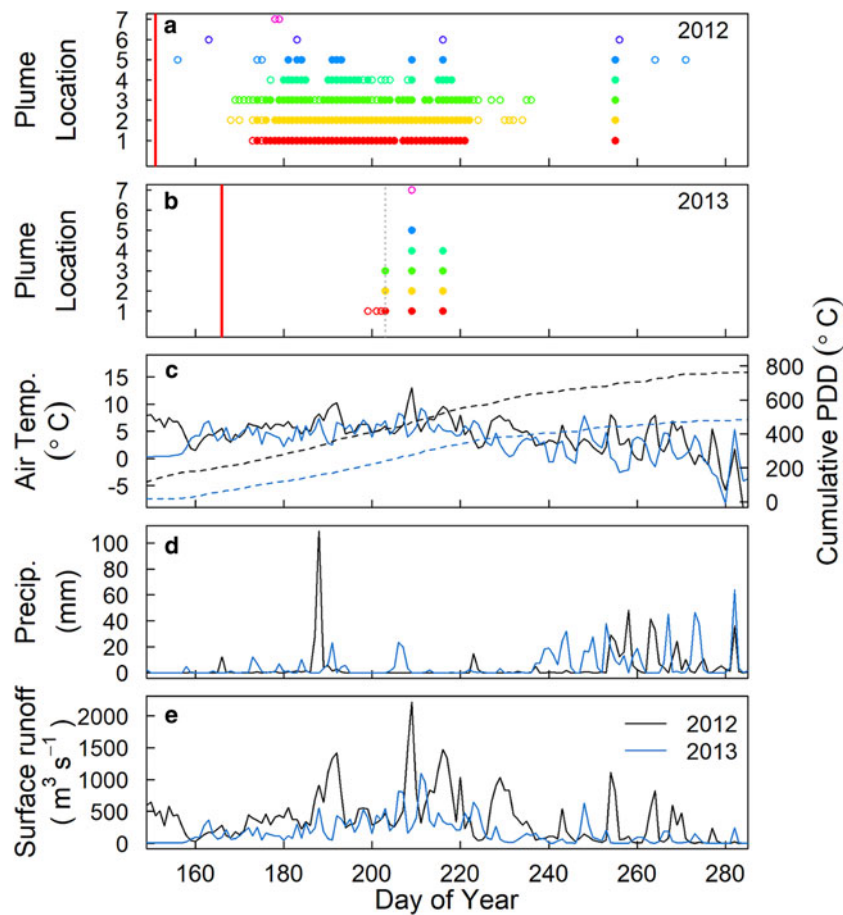 a
2012
7
6
5
4
3
2
1
Plume
Location
b
2013
7
6
5
4
3
2
1
Plume
Location
c
15
10
5
0
-5
Air Temp.
(° C)
800
600
400
200
0
Cumulative PDD (° C)
d
100
80
60
40
20
0
Precip.
(mm)
e
2000
1500
1000
500
0
Surface runoff
( m³ s⁻¹ )
2012
2013
160 180 200 220 240 260 280
Day of Year